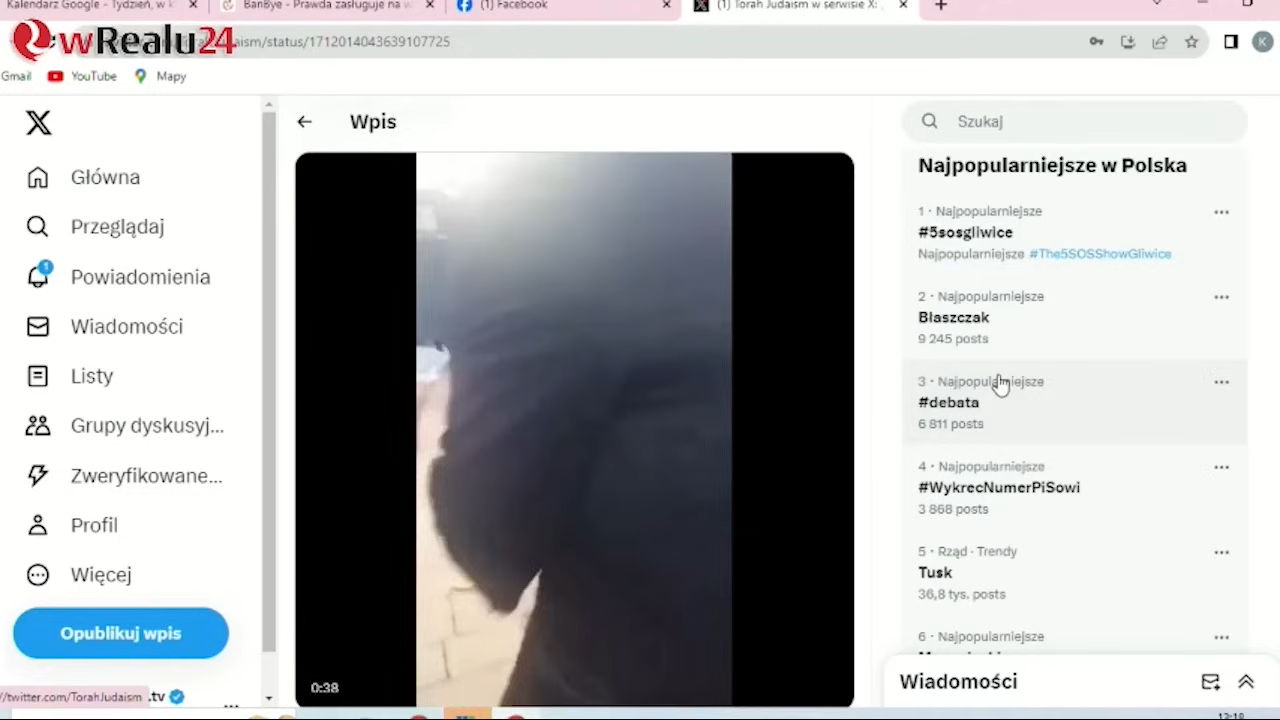 Kalendarz Google - Tydzień, w k
BanBye - Prawda zasługuje na w
(1) Facebook
(1) Torah Judaism w serwisie X:
wRealu24
aism/status/1712014043639107725
Gmail
YouTube
Mapy
Wpis
Szukaj
Główna
Przeglądaj
1
Powiadomienia
Wiadomości
Listy
Grupy dyskusyj...
Zweryfikowane...
Profil
Więcej
Opublikuj wpis
//twitter.com/TorahJudaism
.tv
0:38
Najpopularniejsze w Polska
1 · Najpopularniejsze
#5sosgliwice
Najpopularniejsze #The5SOSShowGliwice
2 · Najpopularniejsze
Blaszczak
9 245 posts
3 · Najpopularniejsze
#debata
6 811 posts
4 · Najpopularniejsze
#WykrecNumerPiSowi
3 868 posts
5 · Rząd · Trendy
Tusk
36,8 tys. posts
6 · Najpopularniejsze
Wiadomości
K